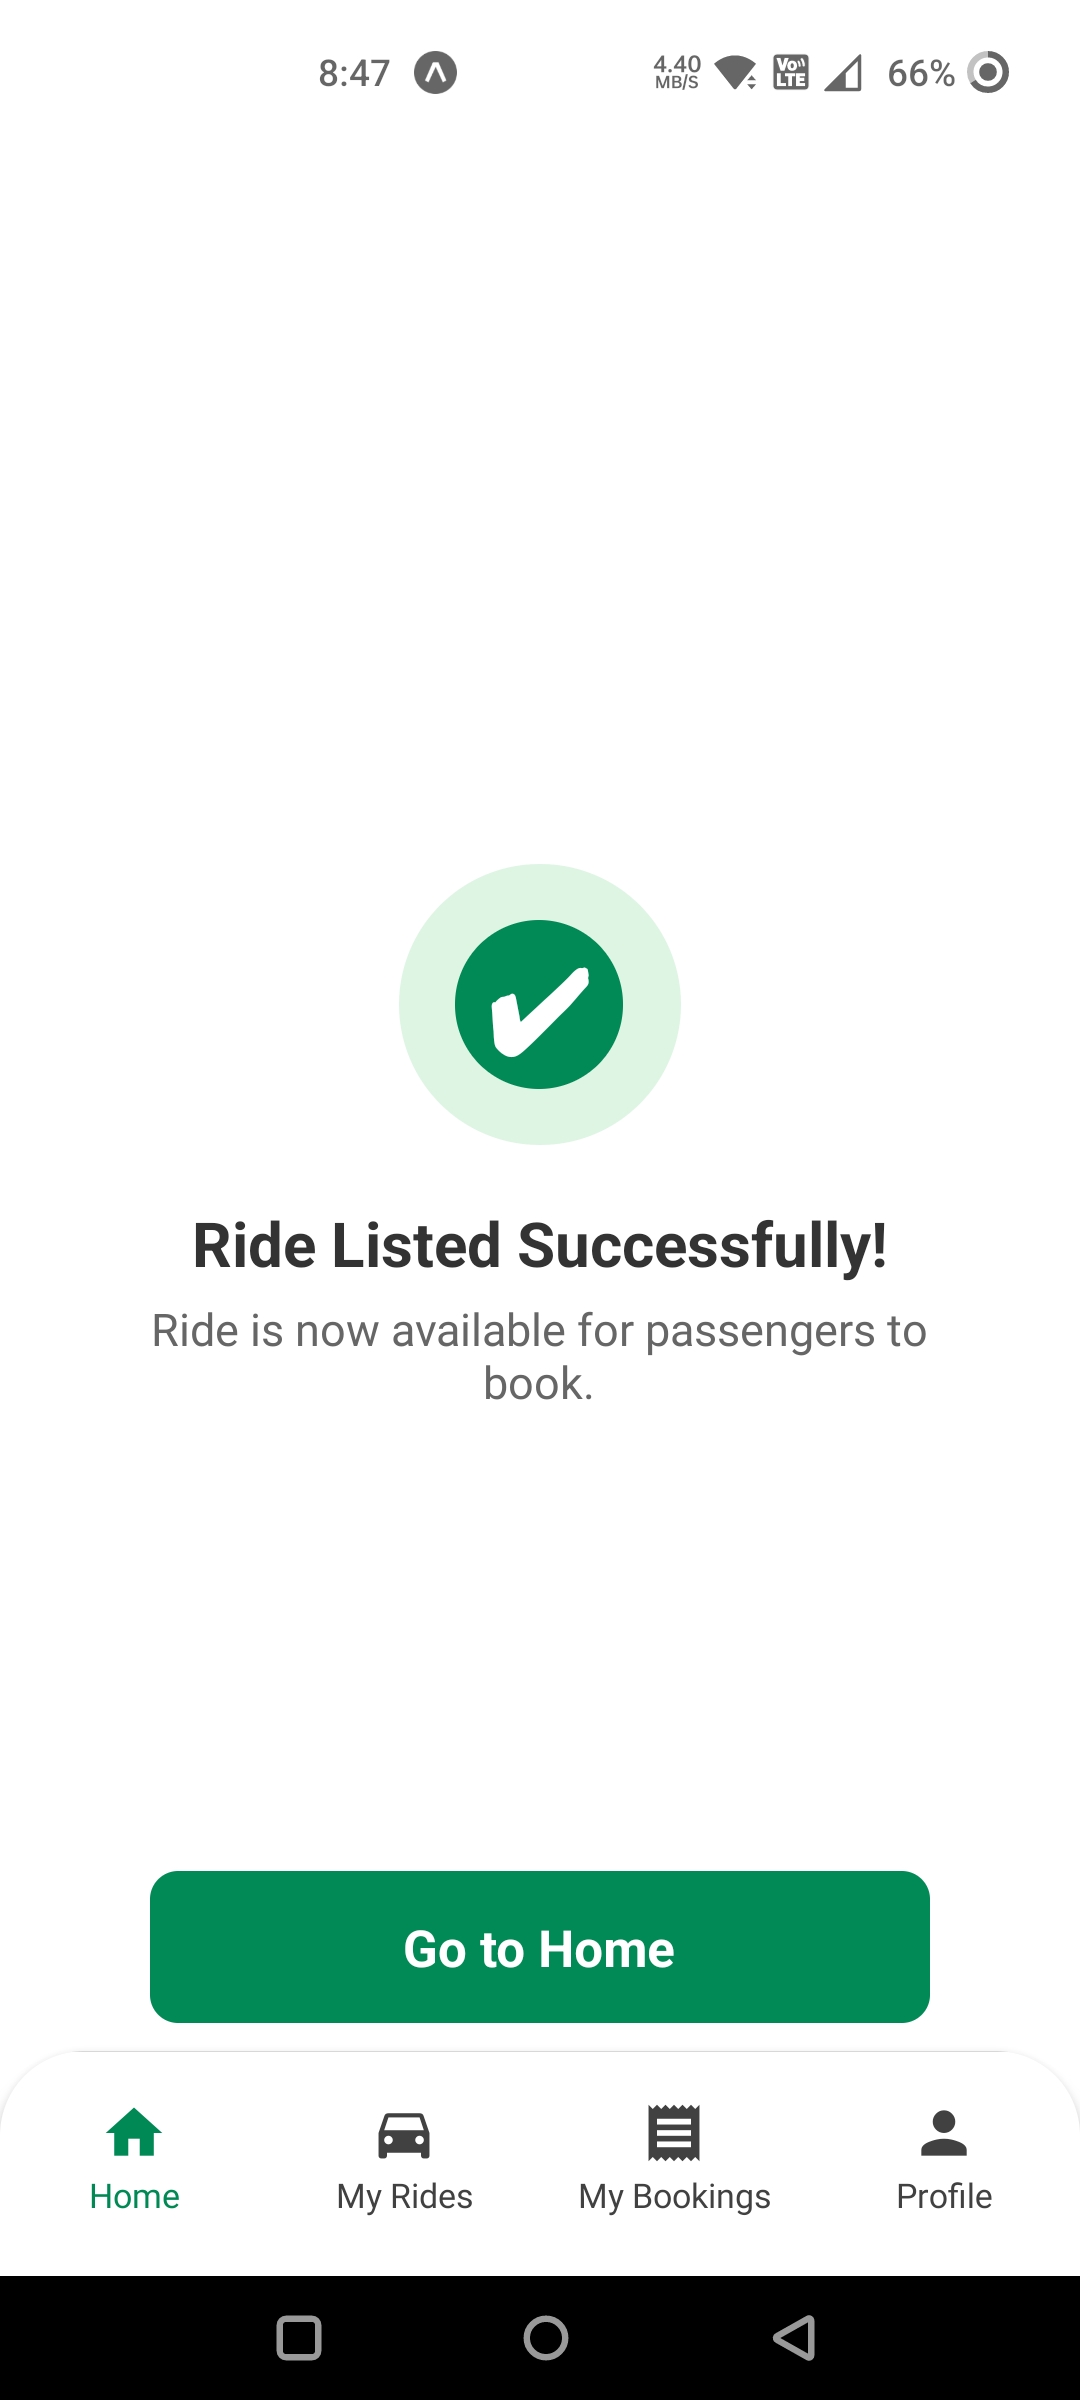 8:47
4.40
MB/S
Vo
LTE
66%
Ride Listed Successfully!
Ride is now available for passengers to
book.
Go to Home
Home
My Rides
My Bookings
Profile